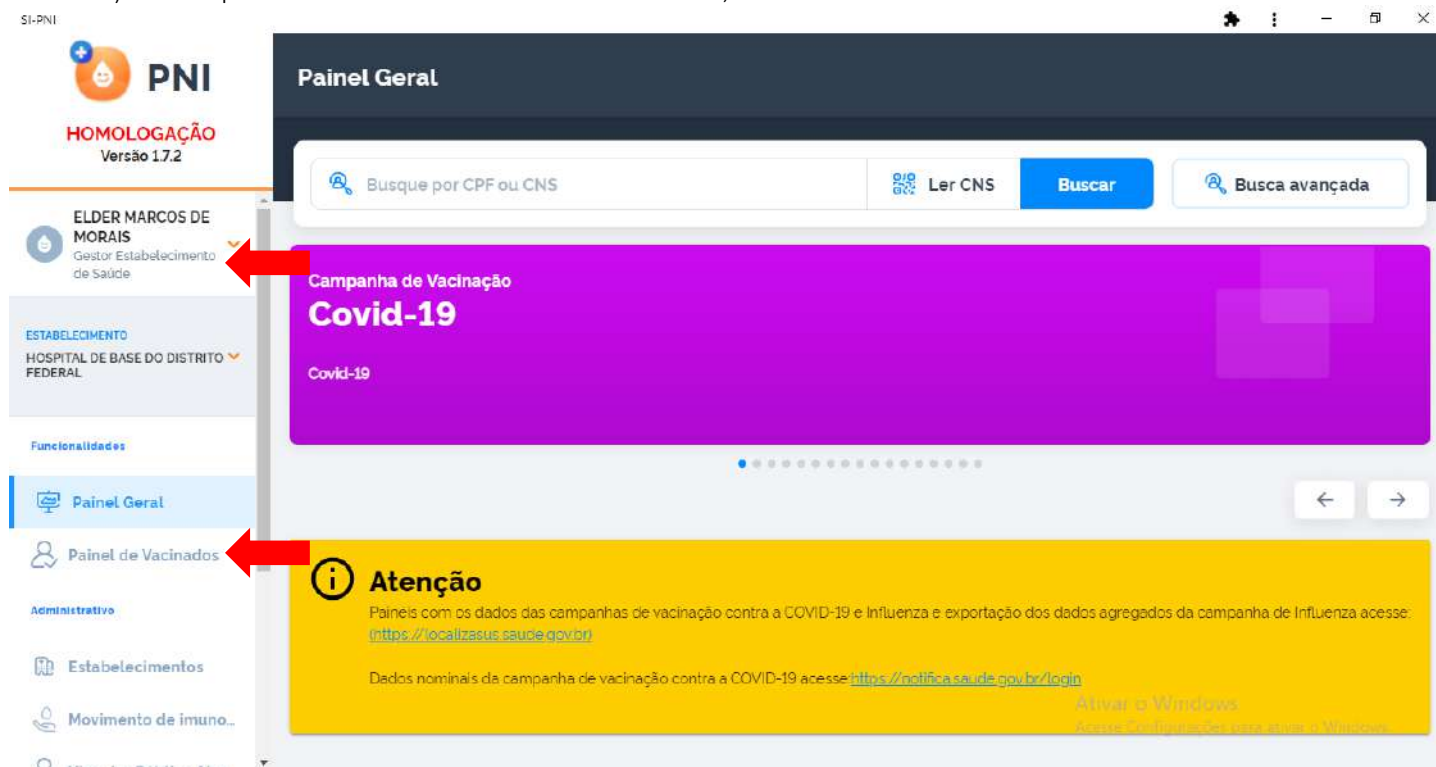 SI-PNI
PNI
HOMOLOGAÇÃO
Versão 1.7.2
ELDER MARCOS DE
MORAIS
Gestor Estabelecimento
de Saúde
ESTABELECIMENTO
HOSPITAL DE BASE DO DISTRITO
FEDERAL
Funcionalidades
Painel Geral
Painel de Vacinados
Administrativo
Estabelecimentos
Movimento de imuno...
Painel Geral
Busque por CPF ou CNS
Ler CNS
Buscar
Busca avançada
Campanha de Vacinação
Covid-19
Covid-19
Atenção
Paineis com os dados das campanhas de vacinação contra a COVID-19 e Influenza e exportação dos dados agregados da campanha de Influenza acesse:
(https://localizasus.saude.gov.br)
Dados nominais da campanha de vacinação contra a COVID-19 acesse:https://notifica.saude.gov.br/login
Ativar o Windows
Acesse Configurações para ativar o Windows.